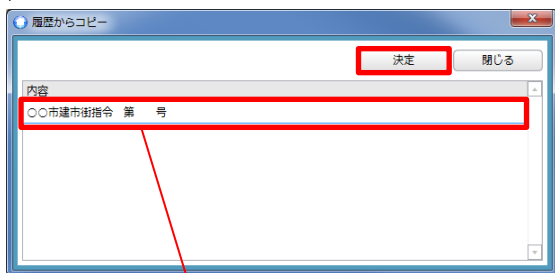 履歴からコピー
決定 閉じる
内容
○○市建市街指令　第　　号